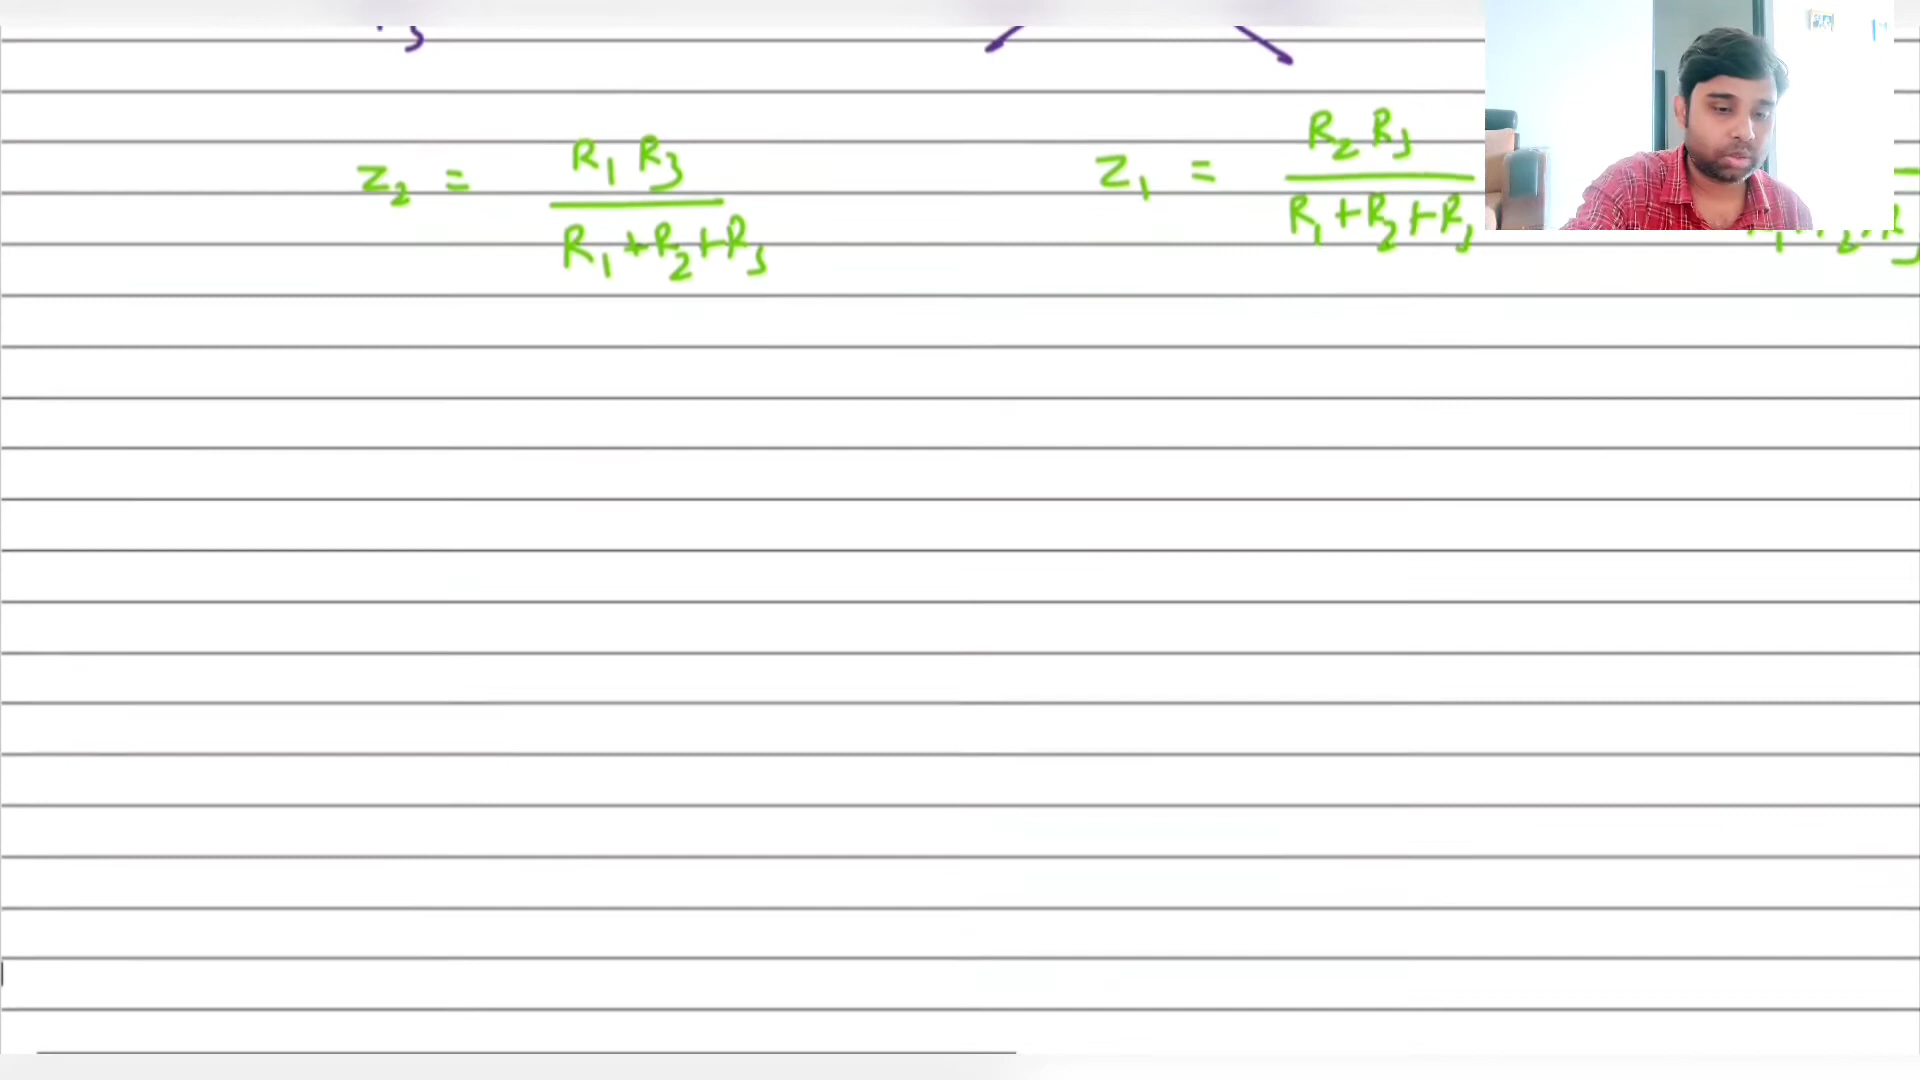 Z2 = R1 R3 / R1+R2+R3
Z1 = R2 R3 / R1+R2+R3